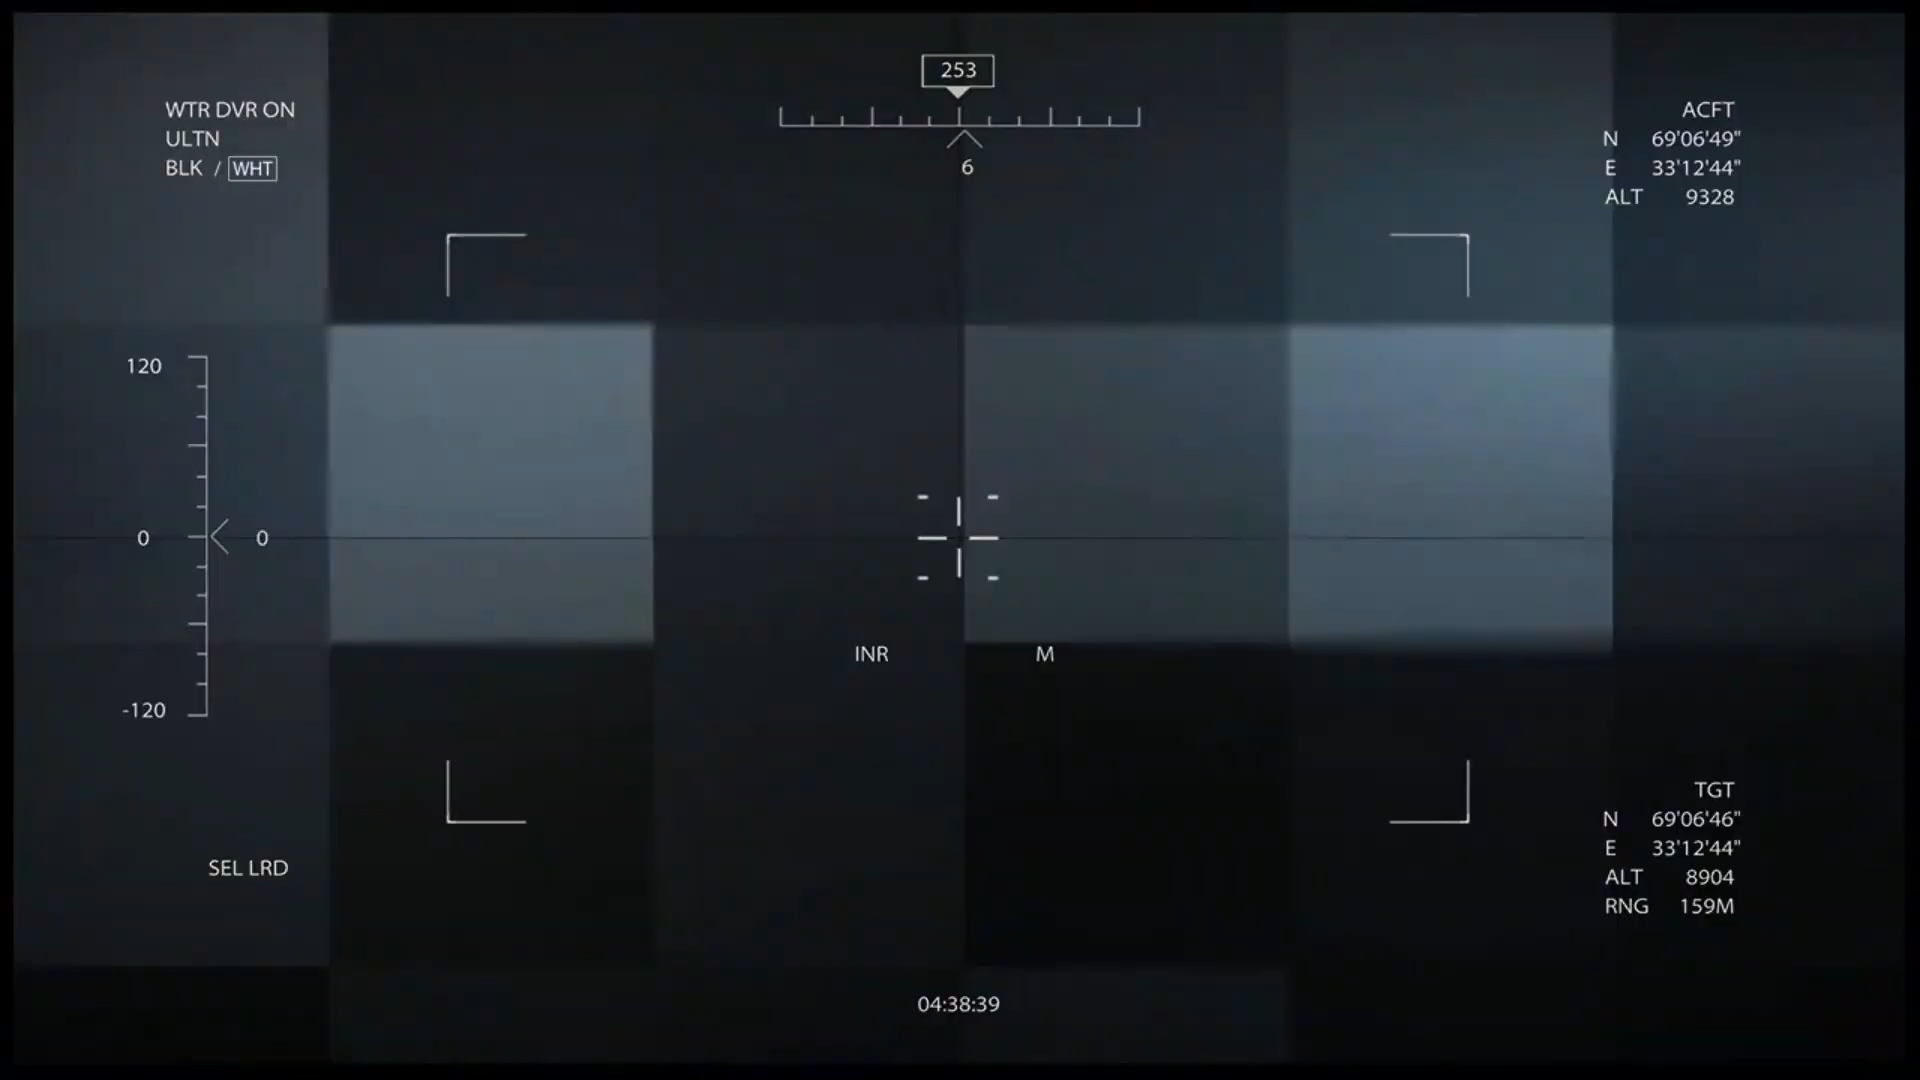 253
WTR DVR ON
ULTN
BLK / WHT
6
ACFT
N 69'06'49"
E 33'12'44"
ALT 9328
120
0
0
-120
INR M
SEL LRD
TGT
N 69'06'46"
E 33'12'44"
ALT 8904
RNG 159M
04:38:39